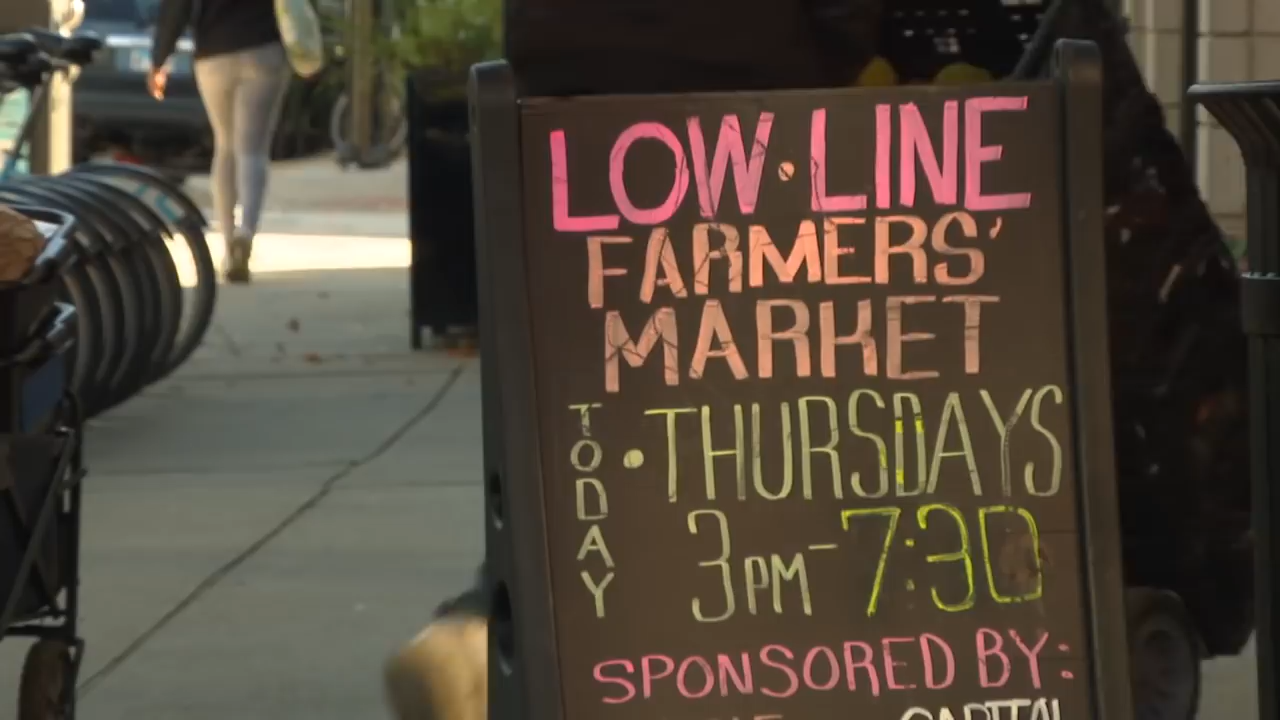 LOW·LINE
FARMERS'
MARKET
TODAY
•THURSDAYS
3PM-7:30
SPONSORED BY:
CAPITAL